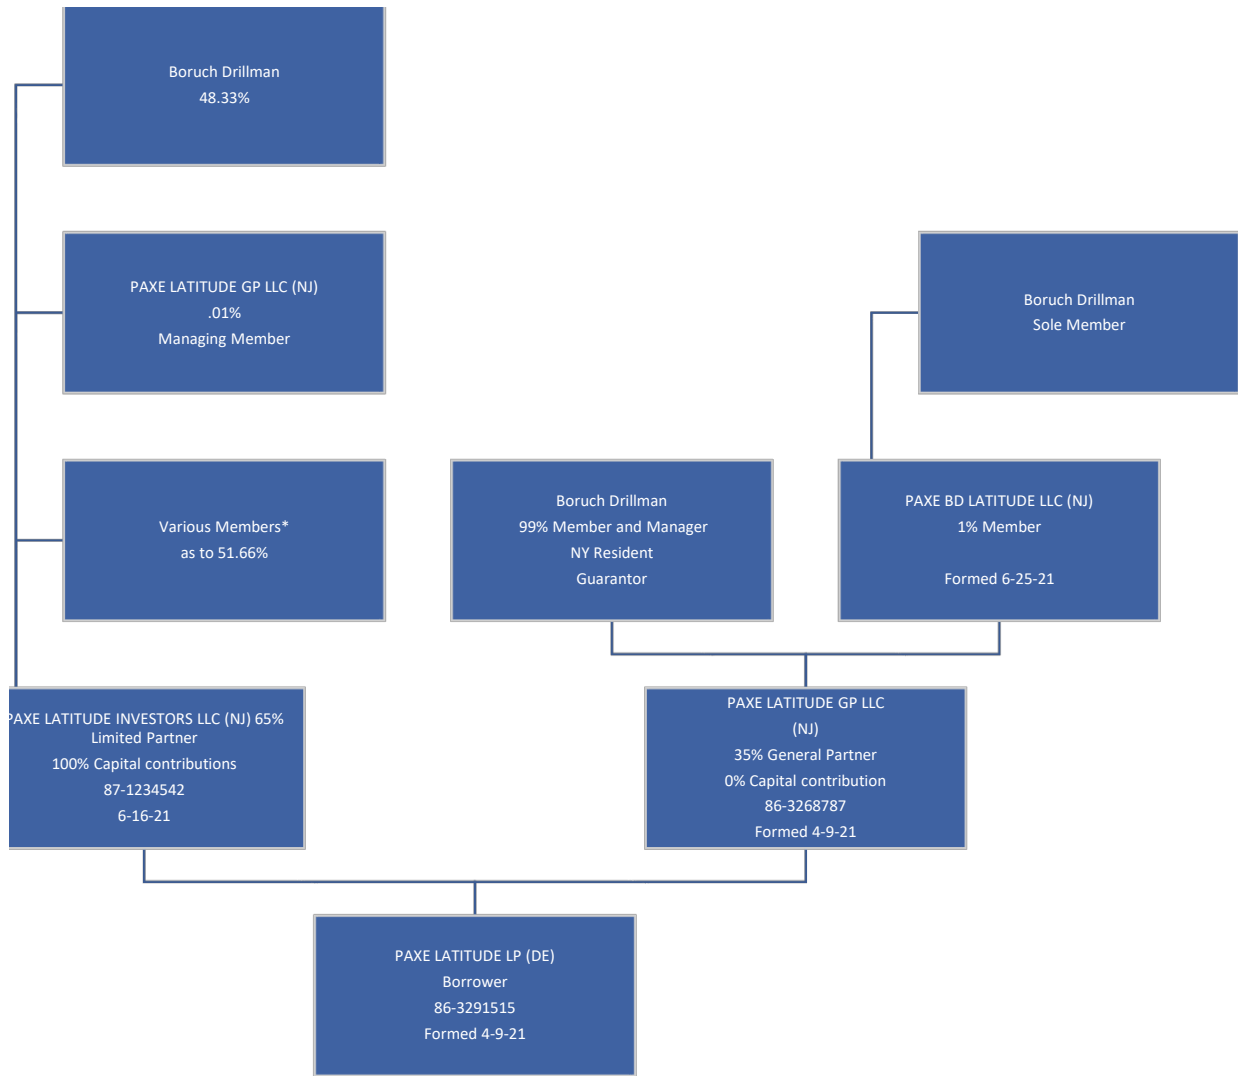 Boruch Drillman
48.33%
PAXE LATITUDE GP LLC (NJ)
.01%
Managing Member
Boruch Drillman
Sole Member
Various Members*
as to 51.66%
Boruch Drillman
99% Member and Manager
NY Resident
Guarantor
PAXE BD LATITUDE LLC (NJ)
1% Member
Formed 6-25-21
PAXE LATITUDE INVESTORS LLC (NJ) 65%
Limited Partner
100% Capital contributions
87-1234542
6-16-21
PAXE LATITUDE GP LLC
(NJ)
35% General Partner
0% Capital contribution
86-3268787
Formed 4-9-21
PAXE LATITUDE LP (DE)
Borrower
86-3291515
Formed 4-9-21